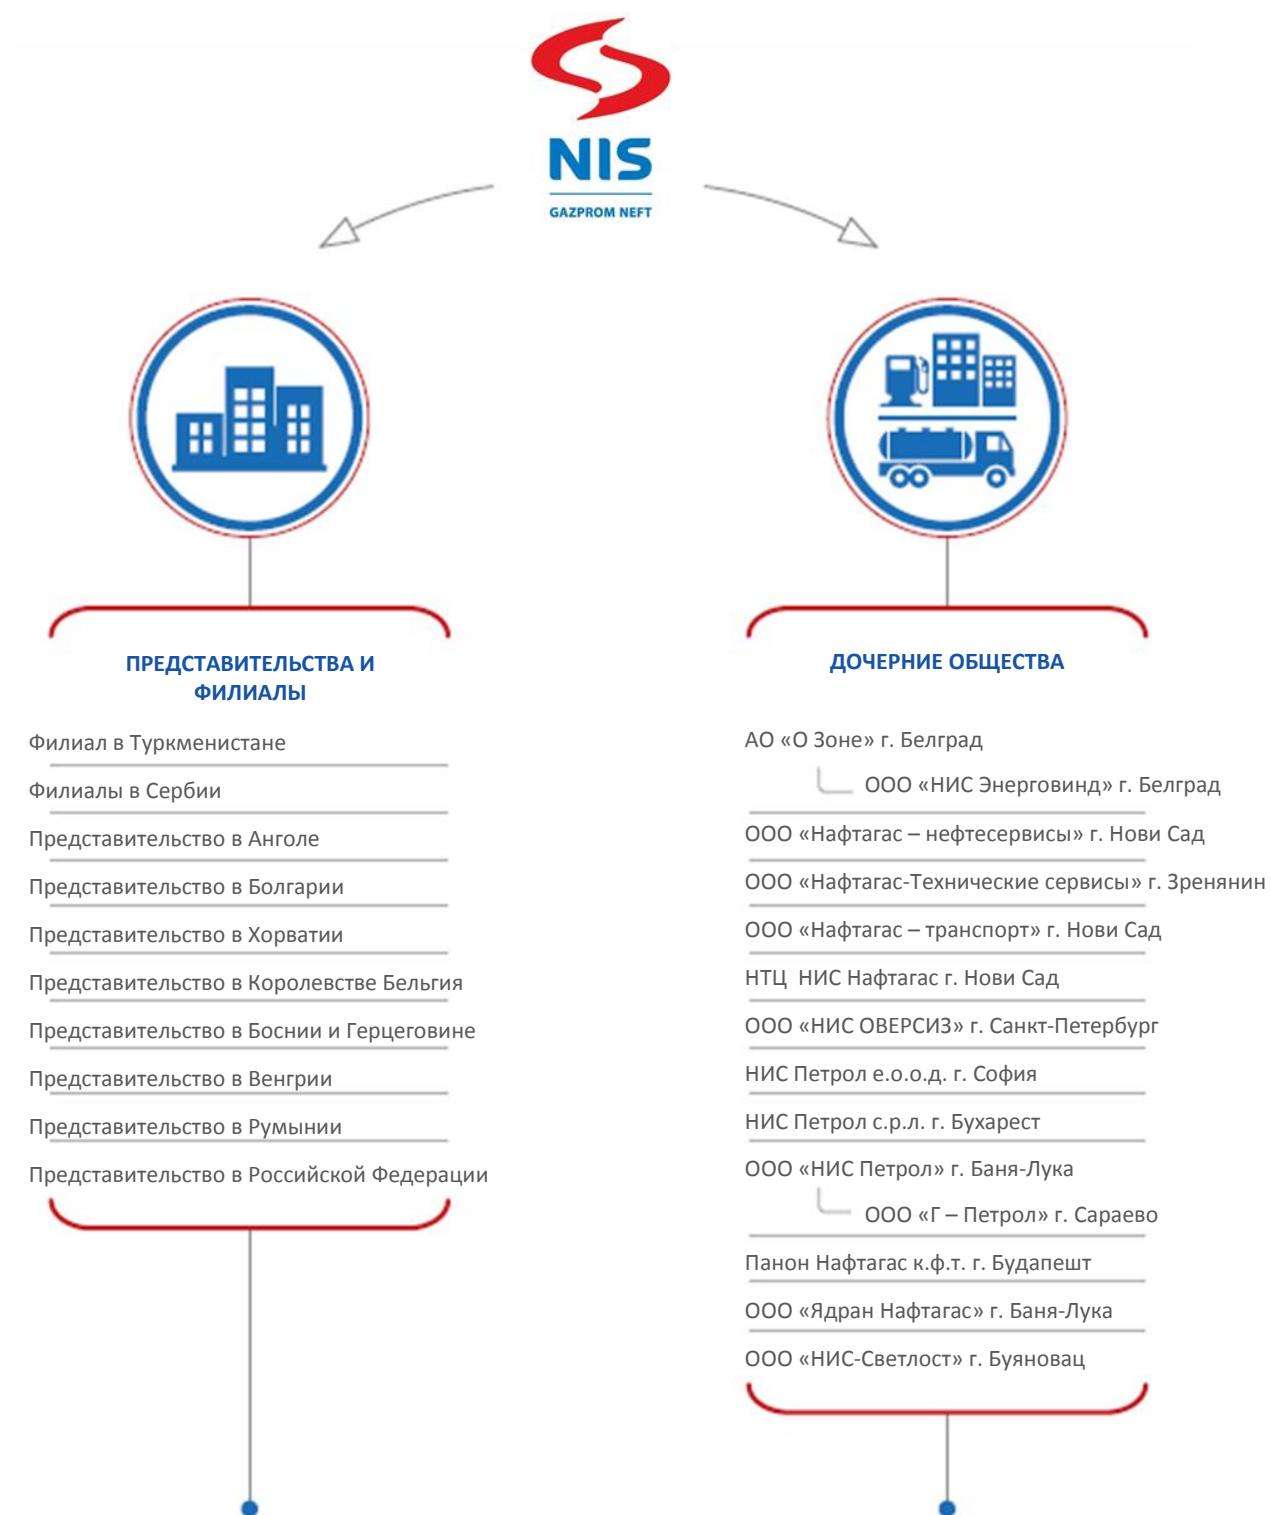 NIS
GAZPROM NEFT
ПРЕДСТАВИТЕЛЬСТВА И
ФИЛИАЛЫ
Филиал в Туркменистане
Филиалы в Сербии
Представительство в Анголе
Представительство в Болгарии
Представительство в Хорватии
Представительство в Королевстве Бельгия
Представительство в Боснии и Герцеговине
Представительство в Венгрии
Представительство в Румынии
Представительство в Российской Федерации
ДОЧЕРНИЕ ОБЩЕСТВА
АО «О Зоне» г. Белград
ООО «НИС Энерговинд» г. Белград
ООО «Нафтагас – нефтесервисы» г. Нови Сад
ООО «Нафтагас-Технические сервисы» г. Зренянин
ООО «Нафтагас – транспорт» г. Нови Сад
НТЦ НИС Нафтагас г. Нови Сад
ООО «НИС ОВЕРСИЗ» г. Санкт-Петербург
НИС Петрол е.о.о.д. г. София
НИС Петрол с.р.л. г. Бухарест
ООО «НИС Петрол» г. Баня-Лука
ООО «Г – Петрол» г. Сараево
Панон Нафтагас к.ф.т. г. Будапешт
ООО «Ядран Нафтагас» г. Баня-Лука
ООО «НИС-Светлост» г. Буяновац